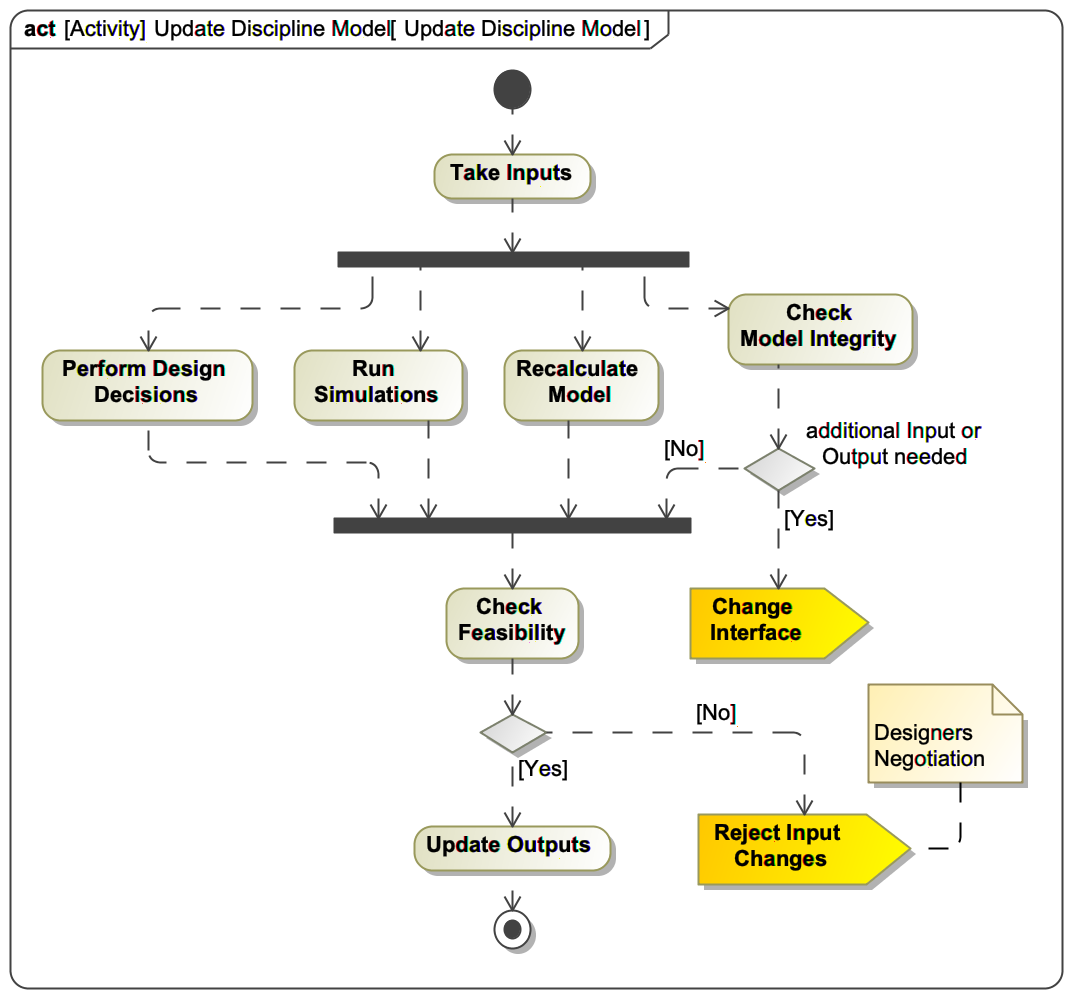 act [Activity] Update Discipline Model[ Update Discipline Model]
Take Inputs
Check
Model Integrity
Perform Design
Decisions
Run
Simulations
Recalculate
Model
additional Input or
Output needed
[No]
[Yes]
Check
Feasibility
Change
Interface
[No]
Designers
Negotiation
[Yes]
Update Outputs
Reject Input
Changes